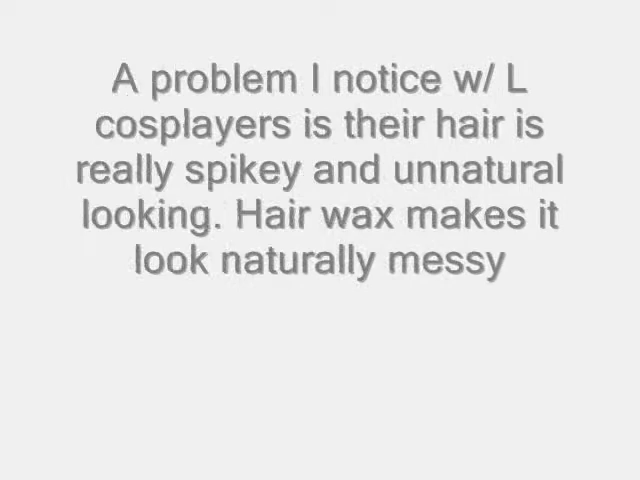 A problem I notice w/ L
cosplayers is their hair is
really spikey and unnatural
looking. Hair wax makes it
look naturally messy